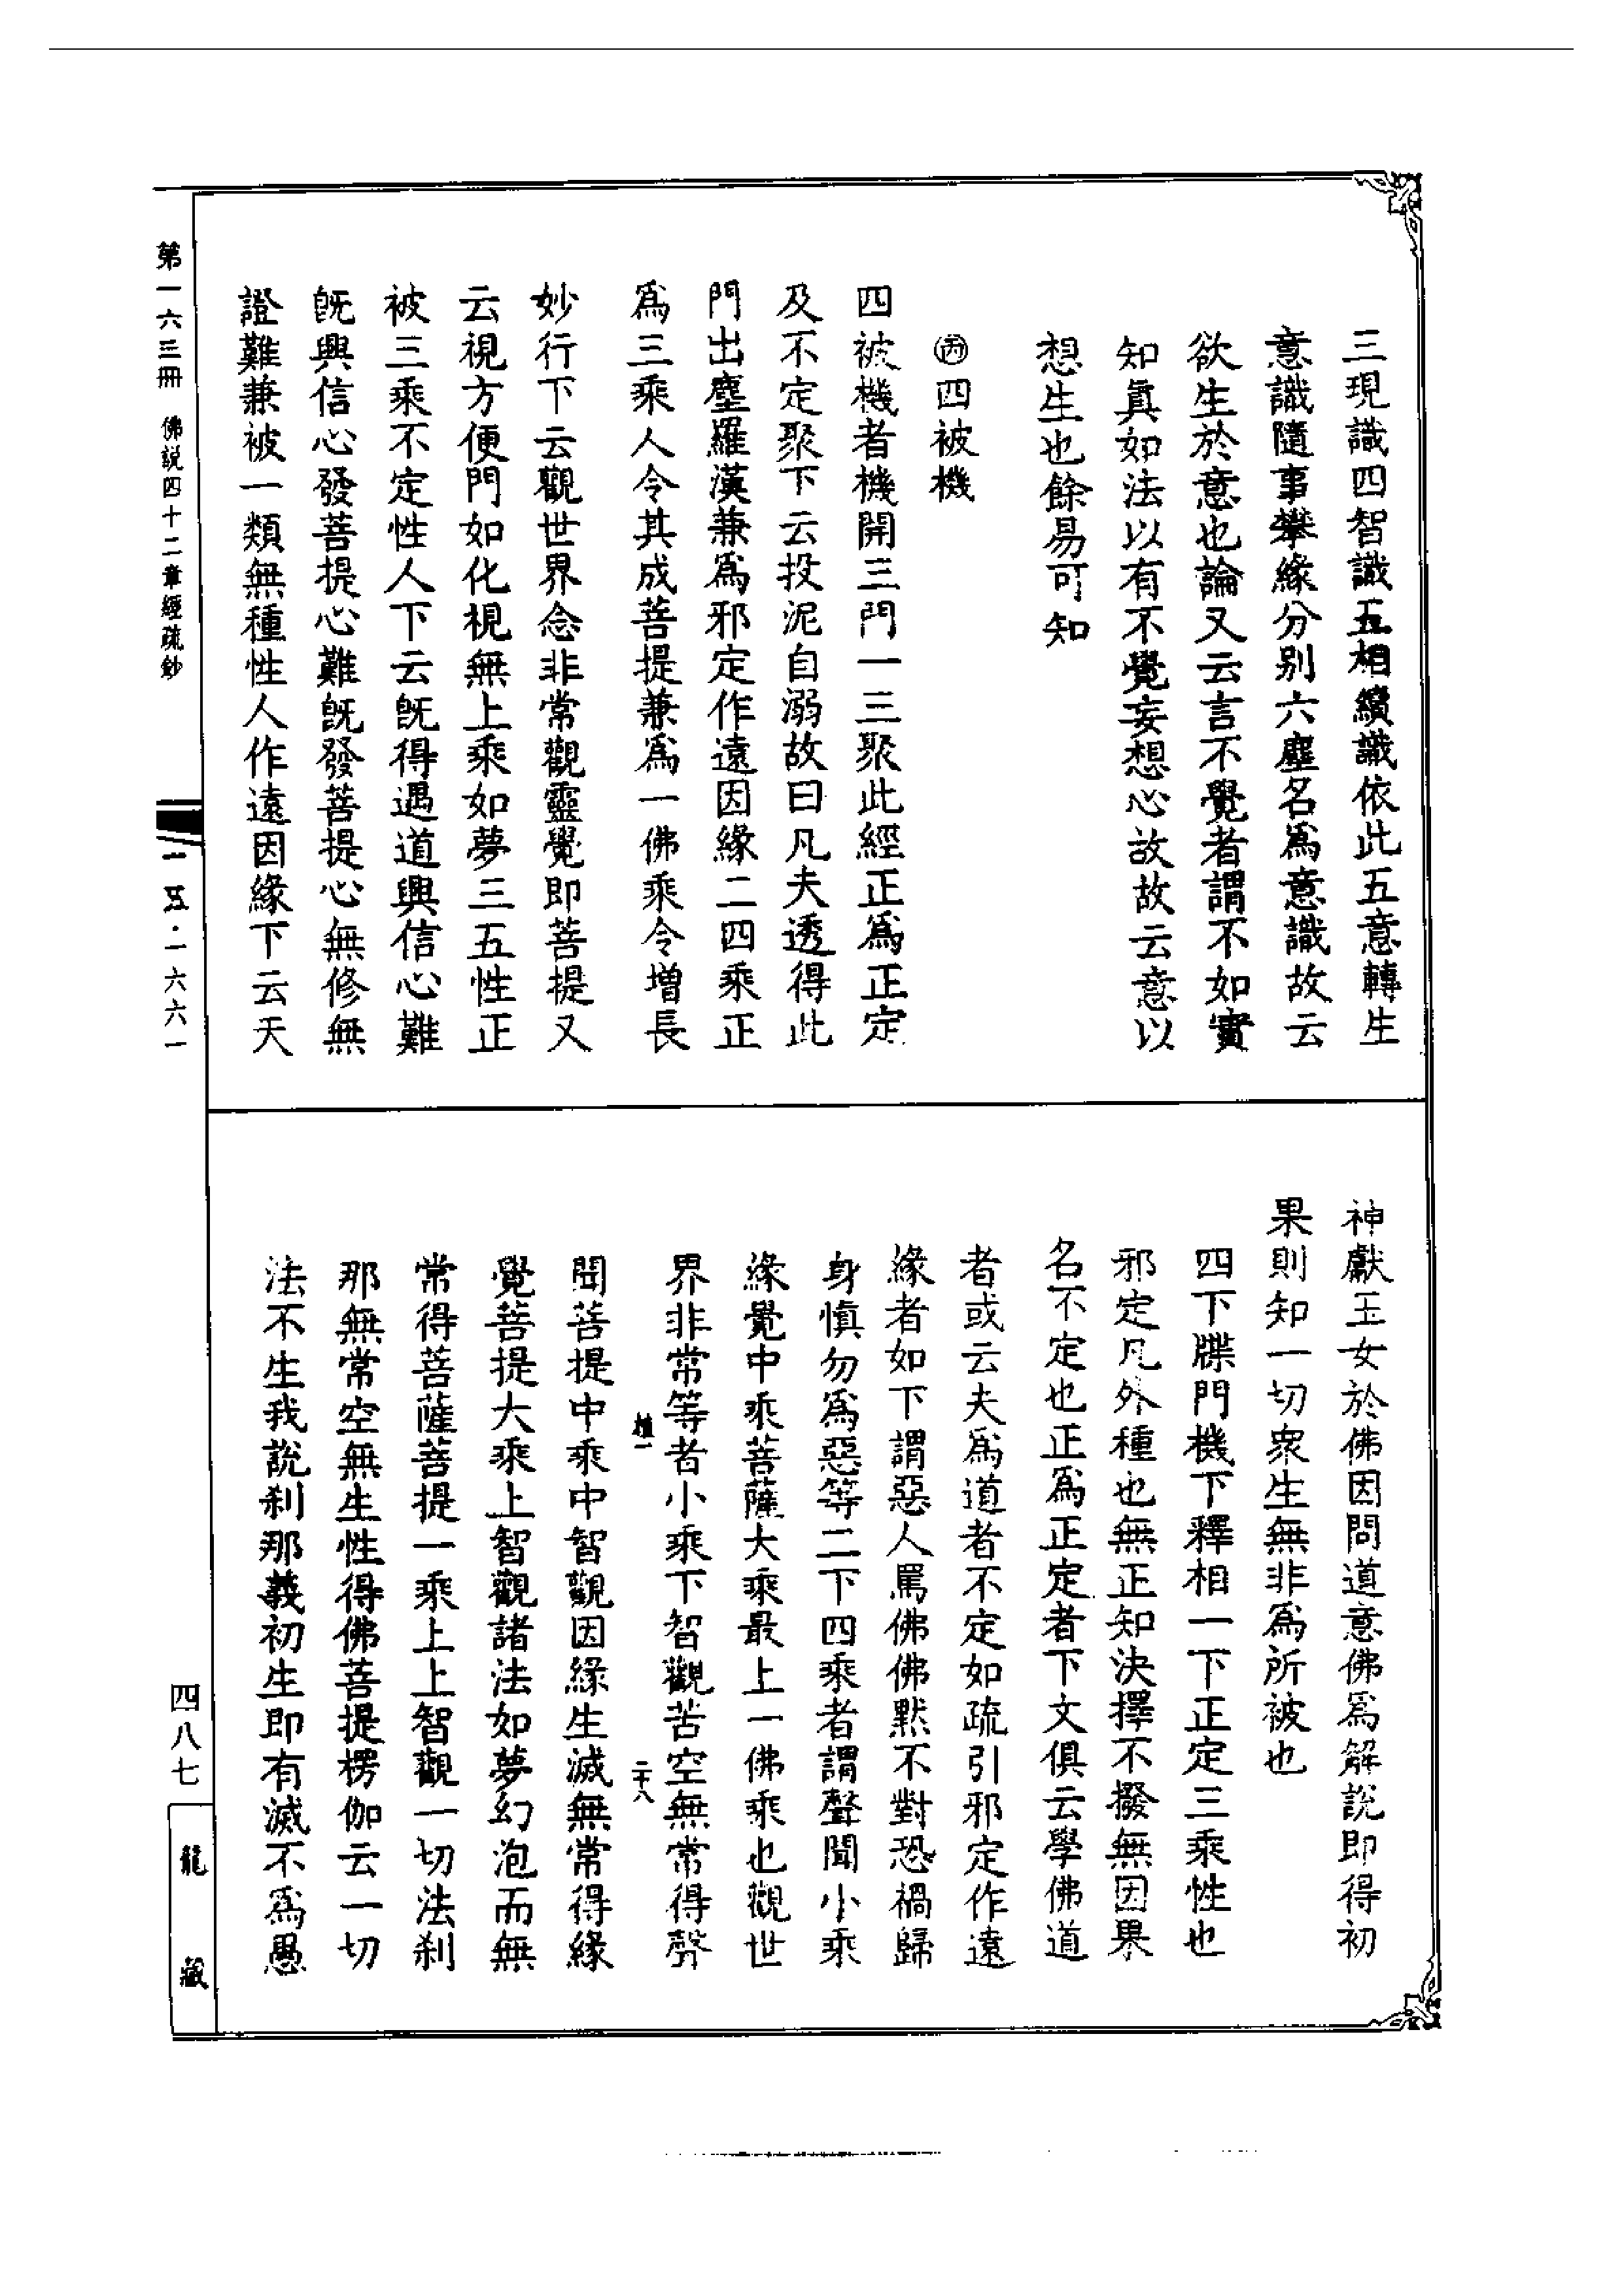 三現識四智識五相續識依此五意轉生
意識隨事攀緣分别六塵名爲意識故云
欲生於意也論又云言不覺者謂不如實
知眞如法以有不覺妄想心故故云意以
想生也餘易可知
㊄四被機
四被機者機開三門一三聚此經正爲正定
及不定聚下云投泥自溺故曰凡夫透得此
門出塵羅漢兼爲邪定作遠因緣二四乘正
爲三乘人令其成菩提兼爲一佛乘令增長
妙行下云觀世界念非常觀靈覺即菩提又
云視方便門如化視無上乘如夢三五性正
被三乘不定性人下云旣得遇道興信心難
旣興信心發菩提心難旣發菩提心無修無
證難兼被一類無種性人作遠因緣下云天
神獻玉女於佛因問道意佛爲解說即得初
果則知一切衆生無非爲所被也
四下牒門機下釋相一下正定三乘性也
邪定凡外種也無正知決擇不撥無因果
名不定也正爲正定者下文俱云學佛道
者或云夫爲道者不定如疏引邪定作遠
緣者如下謂惡人罵佛佛默不對恐禍歸
身愼勿爲惡等二下四乘者謂聲聞小乘
緣覺中乘菩薩大乘最上一佛乘也觀世
界非常等者小乘下智觀苦空無常得聲
二十八
聞菩提中乘中智觀因緣生滅無常得緣
覺菩提大乘上智觀諸法如夢幻泡而無
常得菩薩菩提一乘上上智觀一切法刹
那無常空無生性得佛菩提楞伽云一切
法不生我說刹那義初生即有滅不爲愚
第一六三冊 佛説四十二章經疏鈔
一五·一六六一
四八七
龍藏